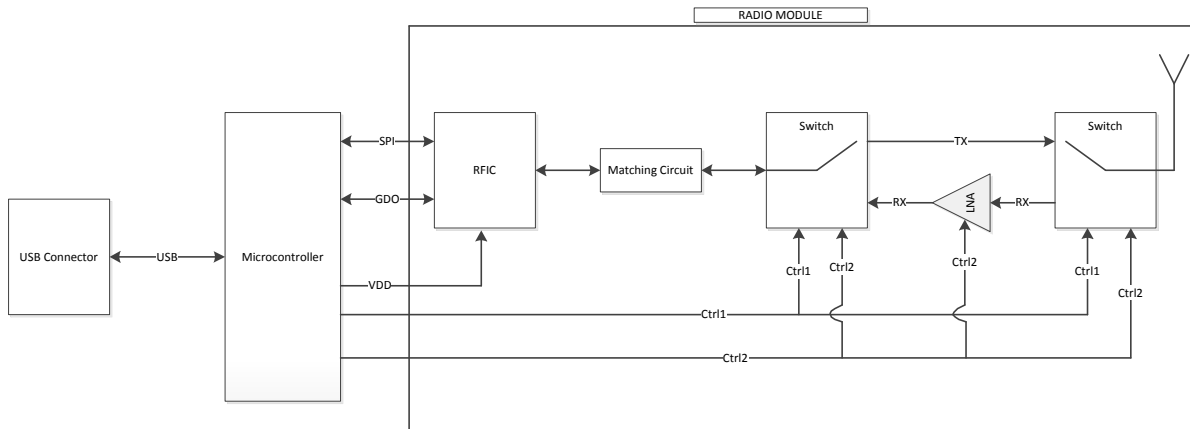 RADIO MODULE
Switch
Switch
SPI
TX
RFIC
Matching Circuit
GDO
RX
LNA
RX
USB Connector
USB
Microcontroller
Ctrl1
Ctrl2
Ctrl2
Ctrl1
VDD
Ctrl2
Ctrl1
Ctrl2